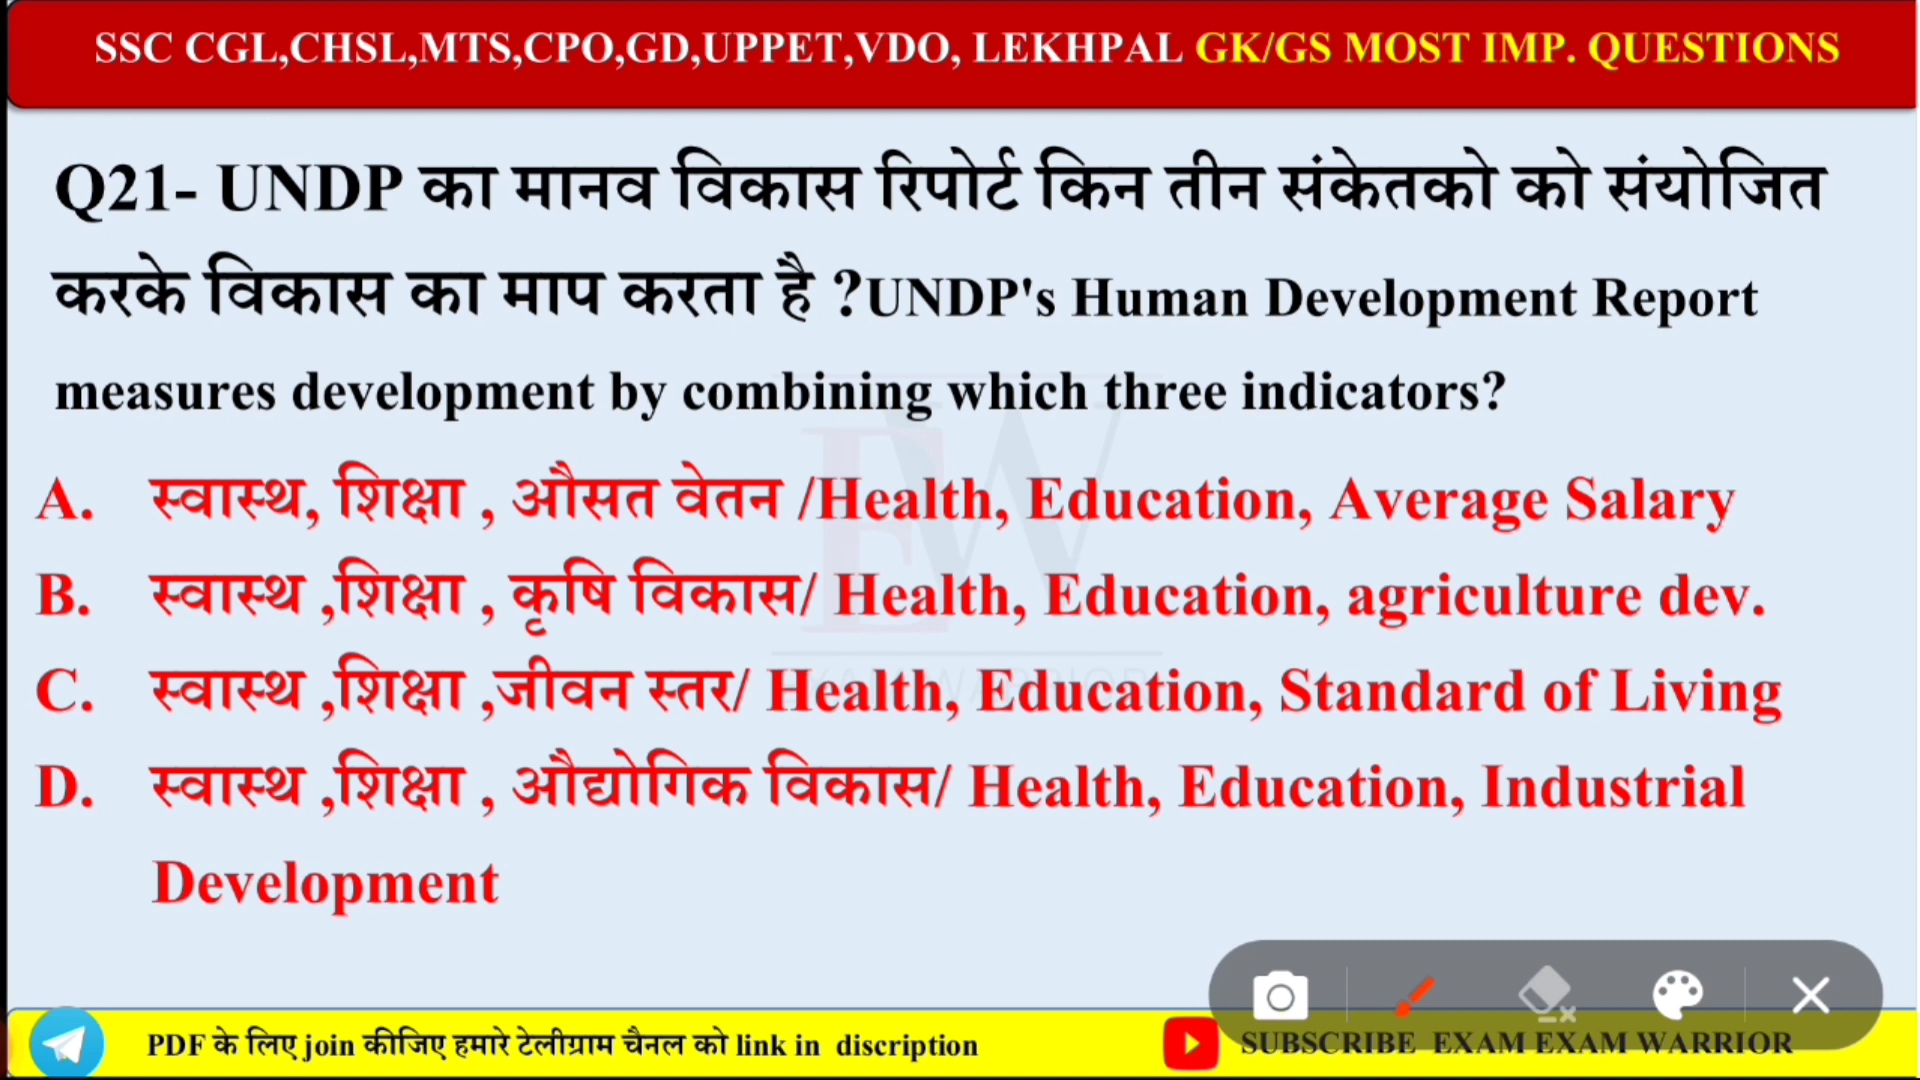 SSC CGL,CHSL,MTS,CPO,GD,UPPET,VDO, LEKHPAL GK/GS MOST IMP. QUESTIONS
Q21- UNDP का मानव विकास रिपोर्ट किन तीन संकेतको को संयोजित
करके विकास का माप करता है ?UNDP's Human Development Report
measures development by combining which three indicators?
A. स्वास्थ, शिक्षा , औसत वेतन /Health, Education, Average Salary
B. स्वास्थ ,शिक्षा , कृषि विकास/ Health, Education, agriculture dev.
C. स्वास्थ ,शिक्षा ,जीवन स्तर/ Health, Education, Standard of Living
D. स्वास्थ ,शिक्षा , औद्योगिक विकास/ Health, Education, Industrial
Development
EW
EXAM WARRIOR
PDF के लिए join कीजिए हमारे टेलीग्राम चैनल को link in discription
SUBSCRIBE EXAM EXAM WARRIOR